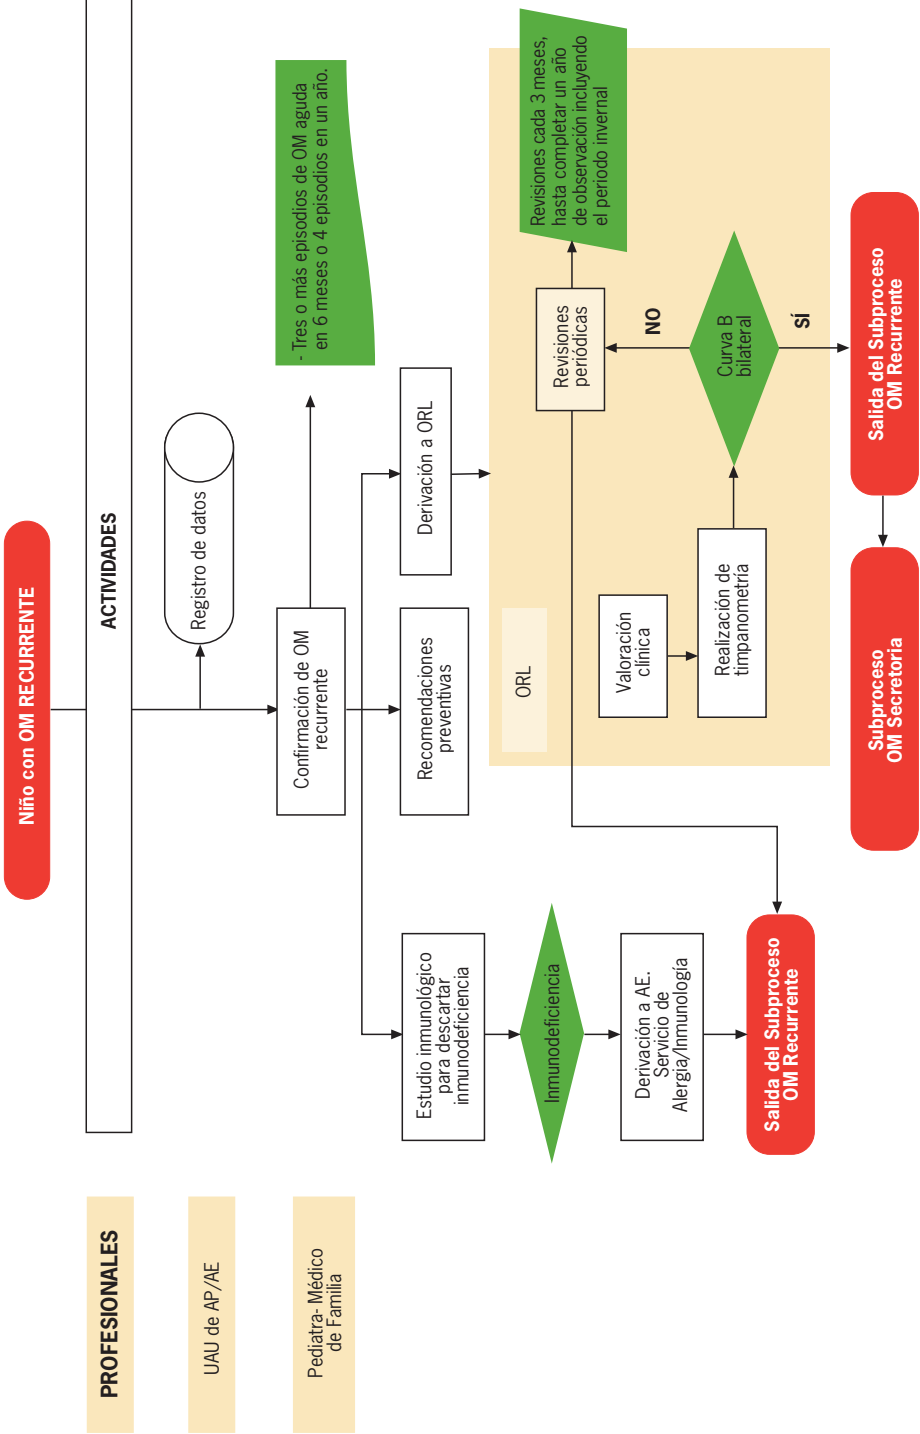 Niño con OM RECURRENTE
PROFESIONALES
ACTIVIDADES
UAU de AP/AE
Registro de datos
Pediatra- Médico
de Familia
Confirmación de OM
recurrente
- Tres o más episodios de OM aguda
en 6 meses o 4 episodios en un año.
Estudio inmunológico
para descartar
inmunodeficiencia
Recomendaciones
preventivas
Derivación a ORL
Inmunodeficiencia
Derivación a AE.
Servicio de
Alergia/Inmunología
Salida del Subproceso
OM Recurrente
ORL
Valoración
clínica
Realización de
timpanometría
Revisiones
periódicas
Revisiones cada 3 meses,
hasta completar un año
de observación incluyendo
el periodo invernal
NO
Curva B
bilateral
SÍ
Subproceso
OM Secretoria
Salida del Subproceso
OM Recurrente